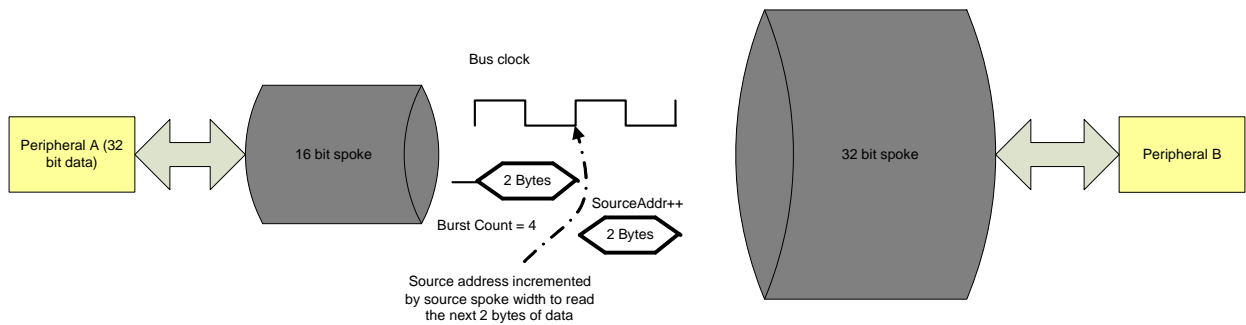 Bus clock
Peripheral A (32
bit data)
16 bit spoke
2 Bytes
Burst Count = 4
SourceAddr++
2 Bytes
Source address incremented
by source spoke width to read
the next 2 bytes of data
32 bit spoke
Peripheral B